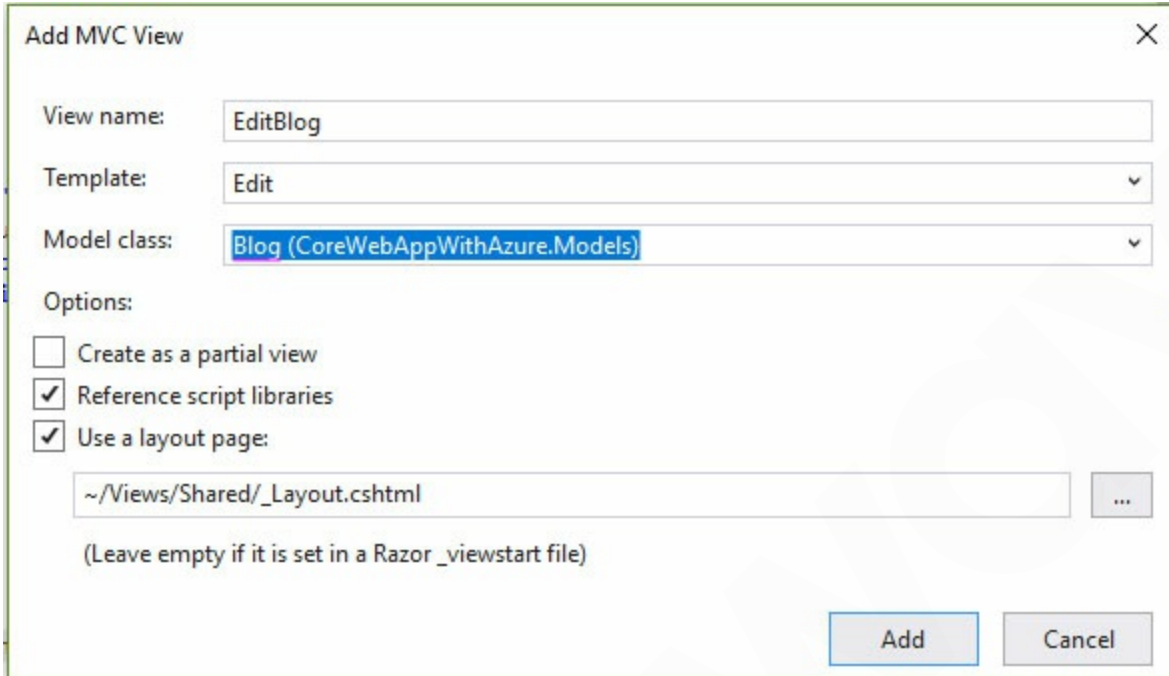 Add MVC View
View name: EditBlog
Template: Edit
Model class: Blog (CoreWebAppWithAzure.Models)
Options:
Create as a partial view
Reference script libraries
Use a layout page:
~/Views/Shared/_Layout.cshtml ...
(Leave empty if it is set in a Razor _viewstart file)
Add Cancel